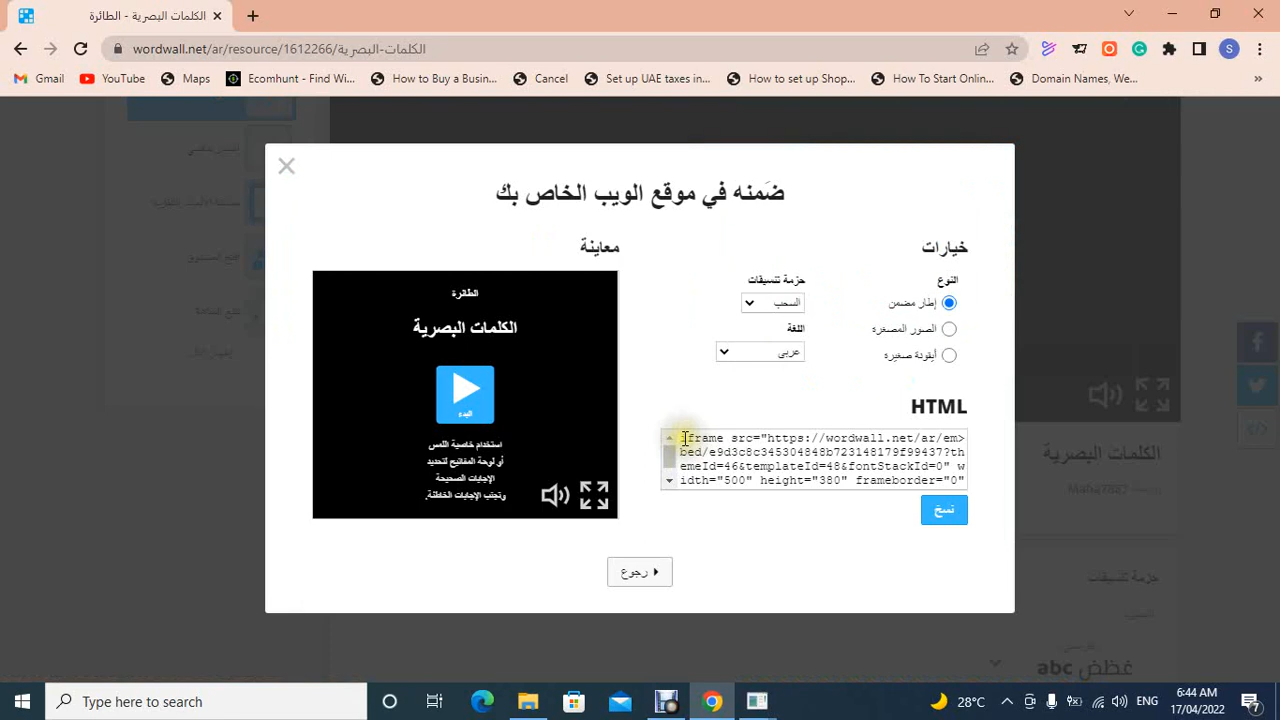 الكلمات البصرية - الطائرة
wordwall.net/ar/resource/1612266/الكلمات-البصرية
S
Gmail
YouTube
Maps
Ecomhunt - Find Wi...
How to Buy a Busin...
Cancel
Set up UAE taxes in...
How to set up Shop...
How To Start Onlin...
Domain Names, We...
»
ضَمنه في موقع الويب الخاص بك
خيارات
معاينة
النوع
إطار مضمن
الصور المصغرة
أيقونة صغيرة
حزمة تنسيقات
السحب
اللغة
عربى
الطائرة
الكلمات البصرية
البدء
استخدام خاصية اللمس
أو لوحة المفاتيح لتحديد
الإجابات الصحيحة
وتجنب الإجابات الخاطئة.
HTML
iframe src="https://wordwall.net/ar/em>
bed/e9d3c8c345304848b723148179f99437?th
emeId=46&templateId=48&fontStackId=0" w
idth="500" height="380" frameborder="0"
نسخ
رجوع
الكلمات البصرية
حزمة تنسيقات
abc
Type here to search
28°C
ENG
6:44 AM
17/04/2022
7